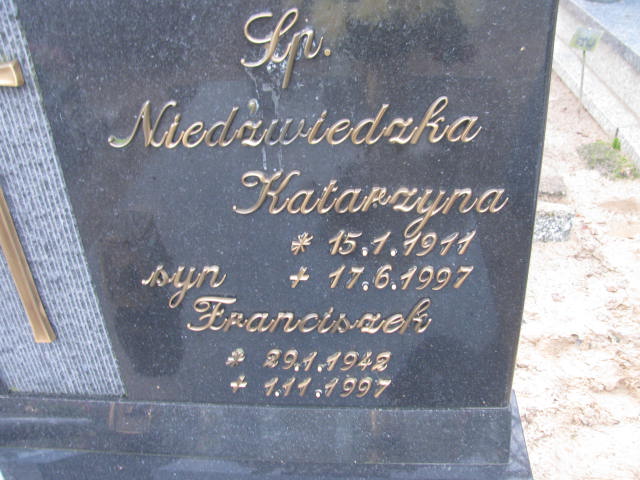 Śp.
Niedźwiedzka
Katarzyna
* 15.1.1911
syn + 17.6.1997
Franciszek
* 29.1.1942
+ 1.11.1997